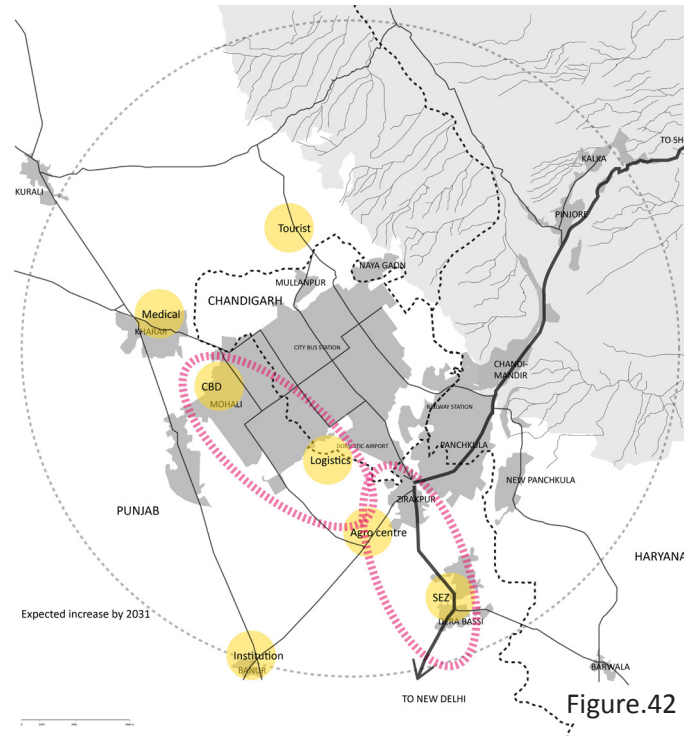 TO SH
KALKA
KURALI
PINJORE
Tourist
NAYA GAON
MULLANPUR
CHANDIGARH
Medical
KHARAR
CITY BUS STATION
CHANDI-
MANDIR
CBD
MOHALI
RAILWAY STATION
DOMESTIC AIRPORT
PANCHKULA
Logistics
NEW PANCHKULA
ZIRAKPUR
PUNJAB
Agro centre
HARYANA
SEZ
Expected increase by 2031
DERA BASSI
Institution
BANUR
BARWALA
TO NEW DELHI
Figure.42